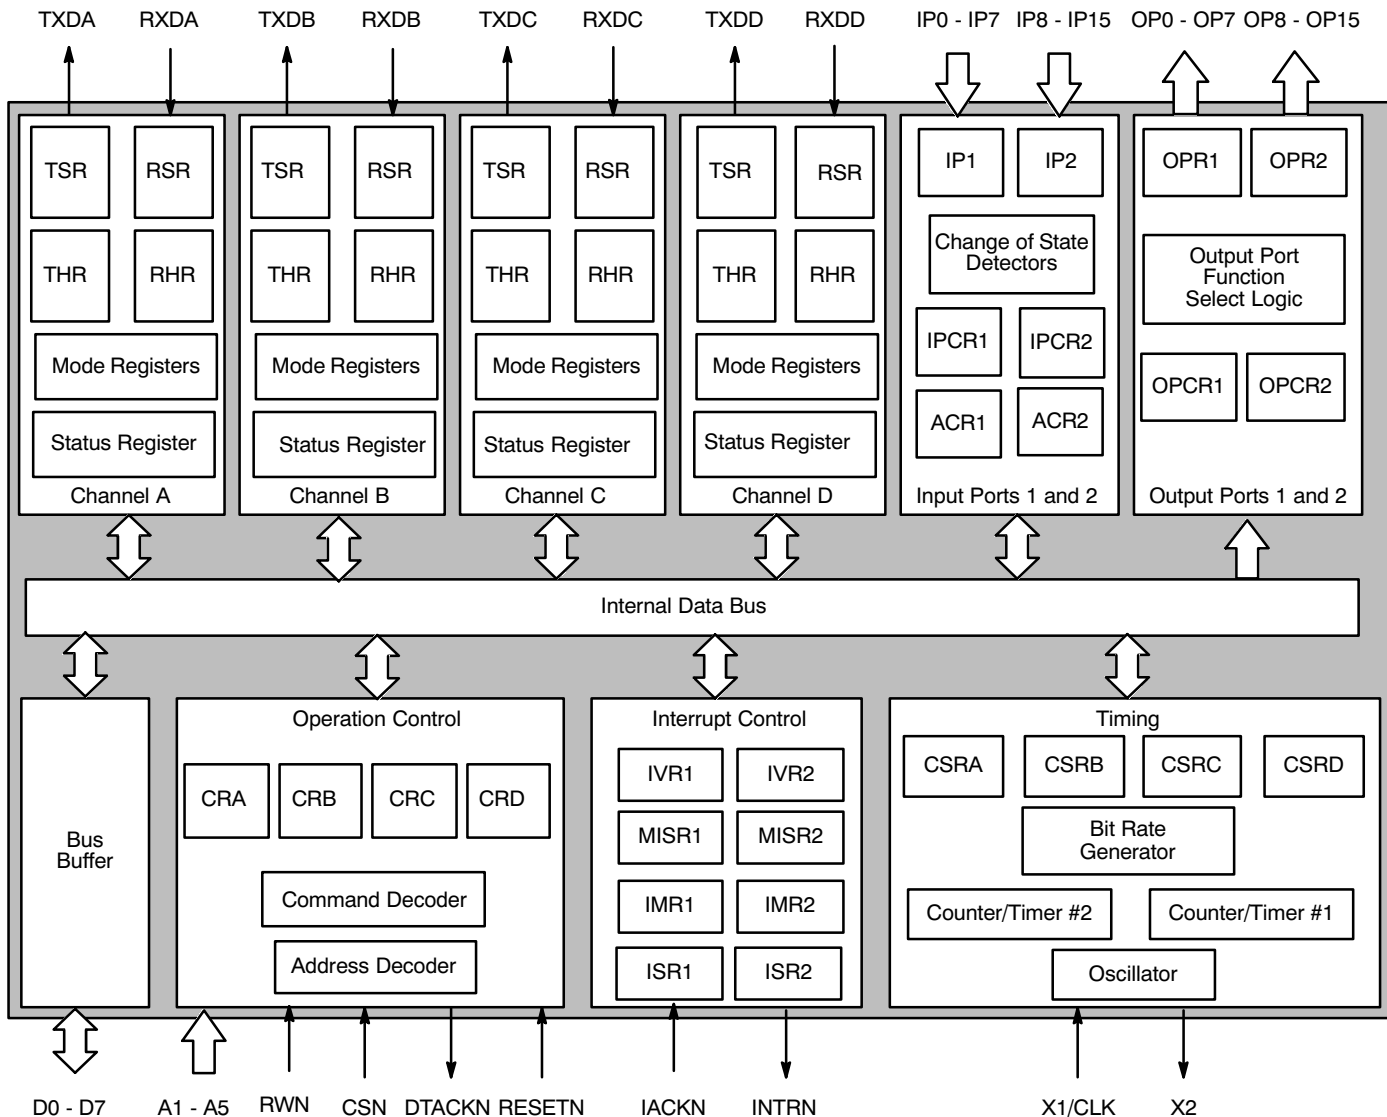 TXDA RXDA TXDB RXDB TXDC RXDC TXDD RXDD IP0 - IP7 IP8 - IP15 OP0 - OP7 OP8 - OP15
TSR RSR TSR RSR TSR RSR TSR RSR IP1 IP2 OPR1 OPR2
THR RHR THR RHR THR RHR THR RHR
Change of State
Detectors
Output Port
Function
Select Logic
IPCR1 IPCR2
Mode Registers Mode Registers Mode Registers Mode Registers
OPCR1 OPCR2
ACR1 ACR2
Status Register Status Register Status Register Status Register
Channel A Channel B Channel C Channel D Input Ports 1 and 2 Output Ports 1 and 2
Internal Data Bus
Bus
Buffer
Operation Control
CRA CRB CRC CRD
Command Decoder
Address Decoder
Interrupt Control
IVR1 IVR2
MISR1 MISR2
IMR1 IMR2
ISR1 ISR2
Timing
CSRA CSRB CSRC CSRD
Bit Rate
Generator
Counter/Timer #2 Counter/Timer #1
Oscillator
D0 - D7 A1 - A5 RWN CSN DTACKN RESETN IACKN INTRN X1/CLK X2